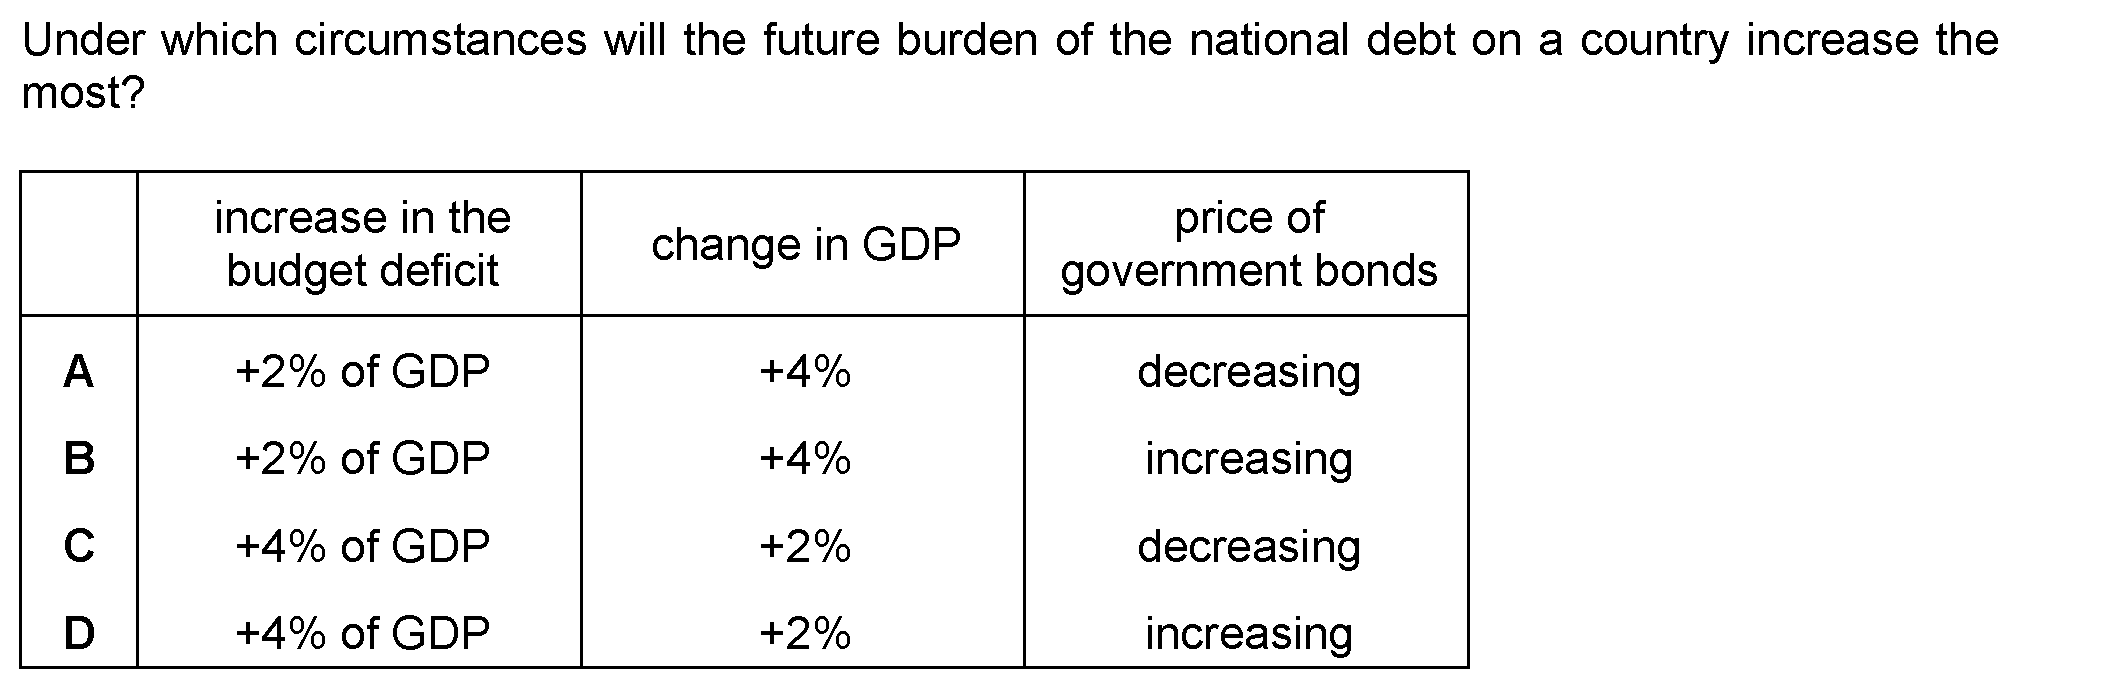 Under which circumstances will the future burden of the national debt on a country increase the
most?
increase in the
budget deficit
change in GDP
price of
government bonds
A +2% of GDP +4% decreasing
B +2% of GDP +4% increasing
C +4% of GDP +2% decreasing
D +4% of GDP +2% increasing